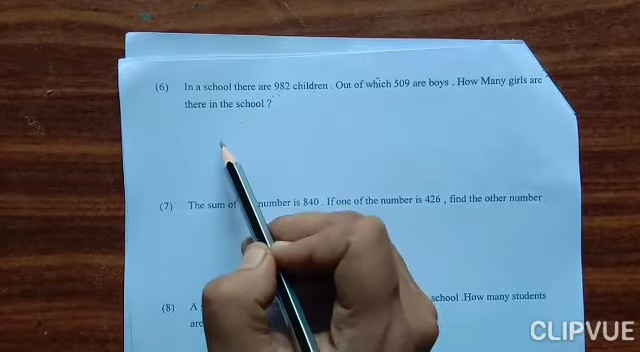 (6) In a school there are 982 children . Out of which 509 are boys . How Many girls are
there in the school ?
(7) The sum of number is 840 . If one of the number is 426 , find the other number .
(8) A school .How many students
are
CLIPVUE